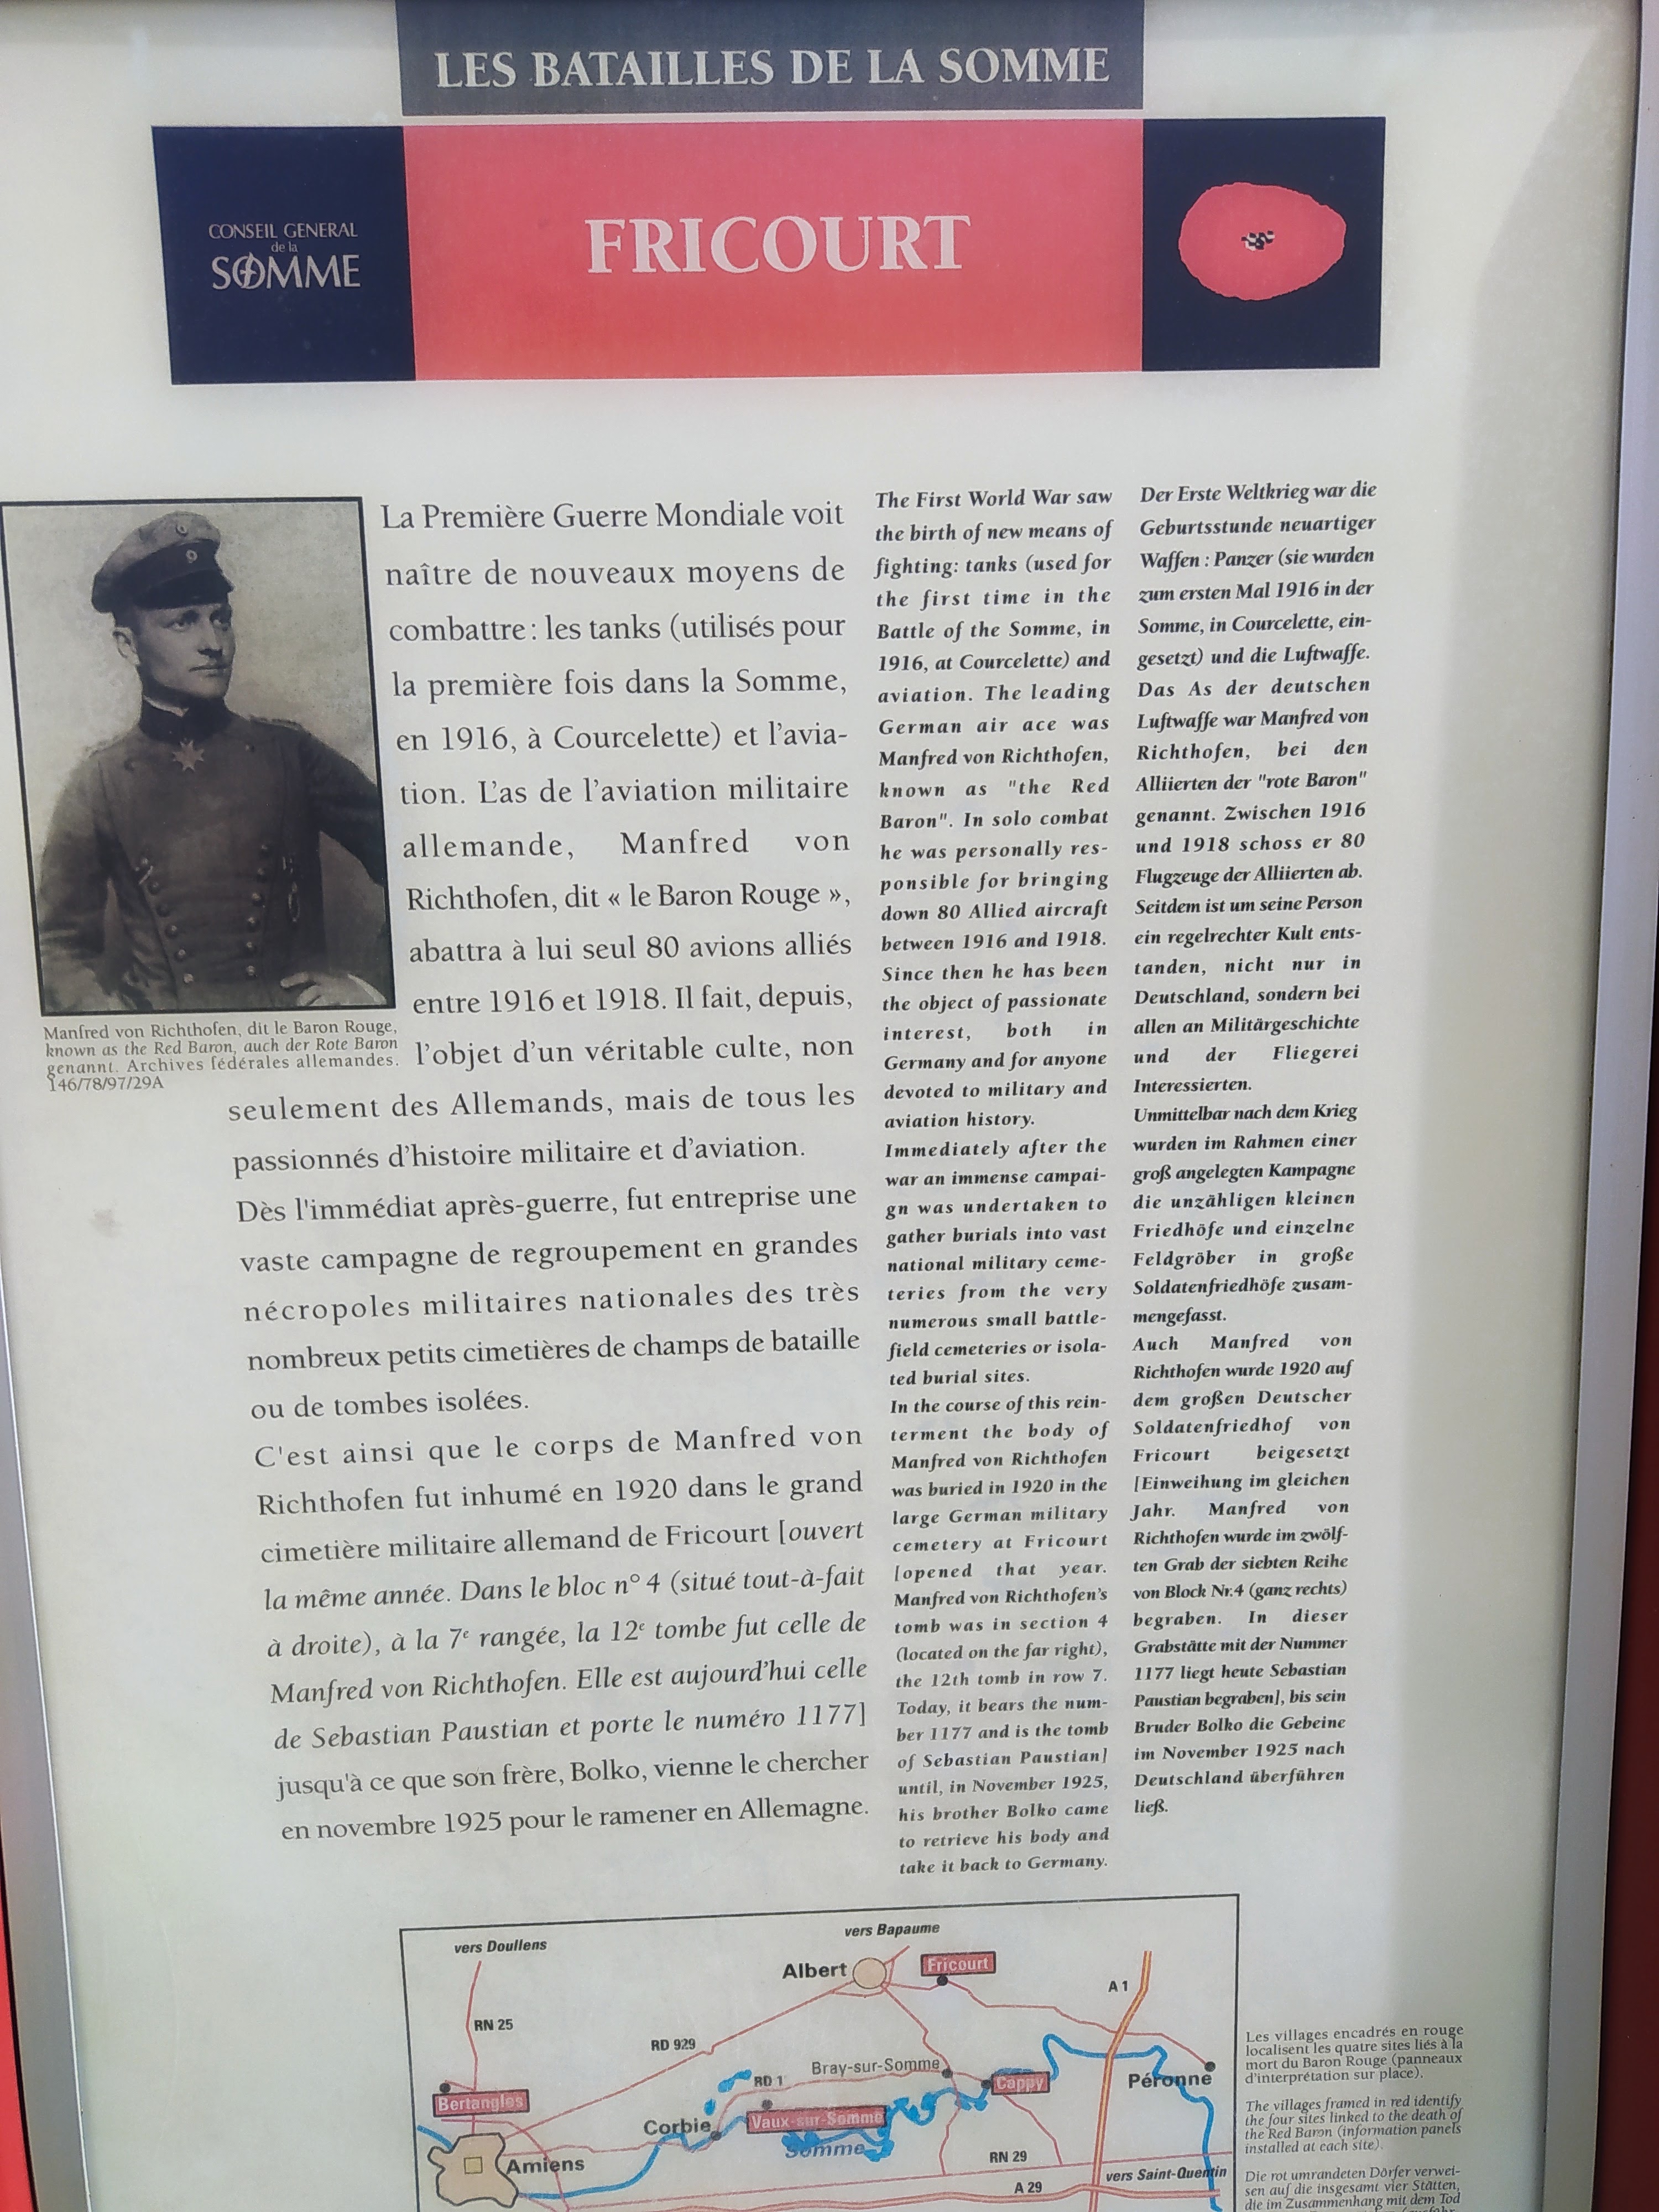 LES BATAILLES DE LA SOMME
CONSEIL GENERAL
de la
SOMME
FRICOURT
Manfred von Richthofen, dit le Baron Rouge,
known as the Red Baron, auch der Rote Baron
genannt. Archives fédérales allemandes.
146/78/97/29A
La Première Guerre Mondiale voit
naître de nouveaux moyens de
combattre : les tanks (utilisés pour
la première fois dans la Somme,
en 1916, à Courcelette) et l'avia-
tion. L'as de l'aviation militaire
allemande, Manfred von
Richthofen, dit « le Baron Rouge »,
abattra à lui seul 80 avions alliés
entre 1916 et 1918. Il fait, depuis,
l'objet d'un véritable culte, non
seulement des Allemands, mais de tous les
passionnés d'histoire militaire et d'aviation.
Dès l'immédiat après-guerre, fut entreprise une
vaste campagne de regroupement en grandes
nécropoles militaires nationales des très
nombreux petits cimetières de champs de bataille
ou de tombes isolées.
C'est ainsi que le corps de Manfred von
Richthofen fut inhumé en 1920 dans le grand
cimetière militaire allemand de Fricourt [ouvert
la même année. Dans le bloc n° 4 (situé tout-à-fait
à droite), à la 7e rangée, la 12e tombe fut celle de
Manfred von Richthofen. Elle est aujourd'hui celle
de Sebastian Paustian et porte le numéro 1177]
jusqu'à ce que son frère, Bolko, vienne le chercher
en novembre 1925 pour le ramener en Allemagne.
The First World War saw
the birth of new means of
fighting: tanks (used for
the first time in the
Battle of the Somme, in
1916, at Courcelette) and
aviation. The leading
German air ace was
Manfred von Richthofen,
known as "the Red
Baron". In solo combat
he was personally res-
ponsible for bringing
down 80 Allied aircraft
between 1916 and 1918.
Since then he has been
the object of passionate
interest, both in
Germany and for anyone
devoted to military and
aviation history.
Immediately after the
war an immense campai-
gn was undertaken to
gather burials into vast
national military ceme-
teries from the very
numerous small battle-
field cemeteries or isola-
ted burial sites.
In the course of this rein-
terment the body of
Manfred von Richthofen
was buried in 1920 in the
large German military
cemetery at Fricourt
[opened that year.
Manfred von Richthofen's
tomb was in section 4
(located on the far right),
the 12th tomb in row 7.
Today, it bears the num-
ber 1177 and is the tomb
of Sebastian Paustian]
until, in November 1925,
his brother Bolko came
to retrieve his body and
take it back to Germany.
Der Erste Weltkrieg war die
Geburtsstunde neuartiger
Waffen : Panzer (sie wurden
zum ersten Mal 1916 in der
Somme, in Courcelette, ein-
gesetzt) und die Luftwaffe.
Das As der deutschen
Luftwaffe war Manfred von
Richthofen, bei den
Alliierten der "rote Baron"
genannt. Zwischen 1916
und 1918 schoss er 80
Flugzeuge der Alliierten ab.
Seitdem ist um seine Person
ein regelrechter Kult ents-
tanden, nicht nur in
Deutschland, sondern bei
allen an Militärgeschichte
und der Fliegerei
Interessierten.
Unmittelbar nach dem Krieg
wurden im Rahmen einer
groß angelegten Kampagne
die unzähligen kleinen
Friedhöfe und einzelne
Feldgröber in große
Soldatenfriedhöfe zusam-
mengefasst.
Auch Manfred von
Richthofen wurde 1920 auf
dem großen Deutscher
Soldatenfriedhof von
Fricourt beigesetzt
[Einweihung im gleichen
Jahr. Manfred von
Richthofen wurde im zwölf-
ten Grab der siebten Reihe
von Block Nr.4 (ganz rechts)
begraben. In dieser
Grabstätte mit der Nummer
1177 liegt heute Sebastian
Paustian begraben], bis sein
Bruder Bolko die Gebeine
im November 1925 nach
Deutschland überführen
ließ.
vers Doullens
vers Bapaume
Albert
Fricourt
A 1
RN 25
RD 929
Bray-sur-Somme
RD 1
Cappy
Péronne
Bertangles
Corbie
Vaux-sur-Somme
Somme
Amiens
RN 29
vers Saint-Quentin
A 29
Les villages encadrés en rouge
localisent les quatre sites liés à la
mort du Baron Rouge (panneaux
d'interprétation sur place).
The villages framed in red identify
the four sites linked to the death of
the Red Baron (information panels
installed at each site).
Die rot umrandeten Dörfer verwei-
sen auf die insgesamt vier Stätten,
die im Zusammenhang mit dem Tod